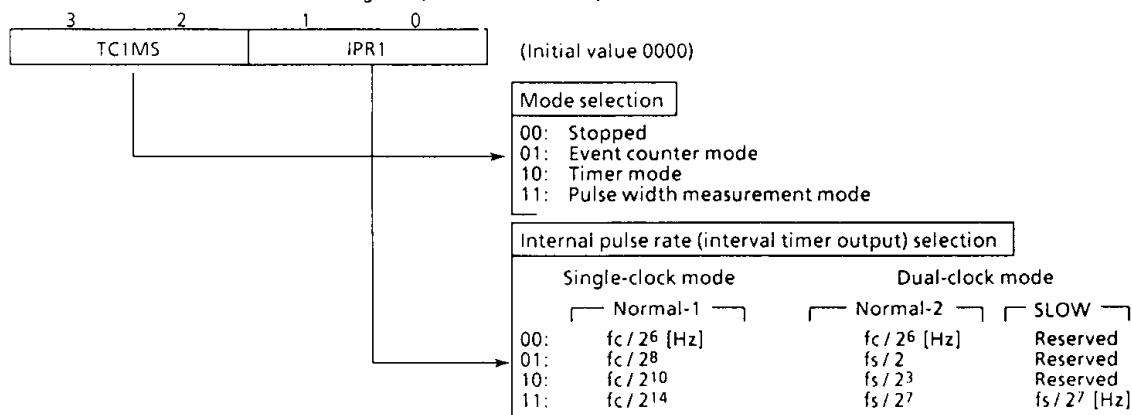 3 2 1 0
TC1MS IPR1 (Initial value 0000)
Mode selection
00: Stopped
01: Event counter mode
10: Timer mode
11: Pulse width measurement mode
Internal pulse rate (interval timer output) selection
Single-clock mode Dual-clock mode
Normal-1 Normal-2 SLOW
00: fc / 2⁶ [Hz] fc / 2⁶ [Hz] Reserved
01: fc / 2⁸ fs / 2 Reserved
10: fc / 2¹⁰ fs / 2³ Reserved
11: fc / 2¹⁴ fs / 2⁷ fs / 2⁷ [Hz]